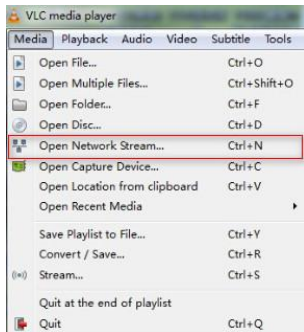 VLC media player
Media Playback Audio Video Subtitle Tools
Open File... Ctrl+O
Open Multiple Files... Ctrl+Shift+O
Open Folder... Ctrl+F
Open Disc... Ctrl+D
Open Network Stream... Ctrl+N
Open Capture Device... Ctrl+C
Open Location from clipboard Ctrl+V
Open Recent Media
Save Playlist to File... Ctrl+Y
Convert / Save... Ctrl+R
Stream... Ctrl+S
Quit at the end of playlist
Quit Ctrl+Q